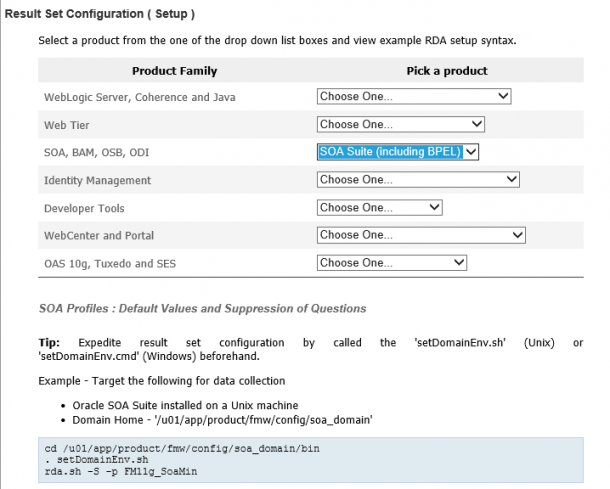 Result Set Configuration ( Setup )
Select a product from the one of the drop down list boxes and view example RDA setup syntax.
Product Family Pick a product
WebLogic Server, Coherence and Java Choose One...
Web Tier Choose One...
SOA, BAM, OSB, ODI SOA Suite (including BPEL)
Identity Management Choose One...
Developer Tools Choose One...
WebCenter and Portal Choose One...
OAS 10g, Tuxedo and SES Choose One...
SOA Profiles : Default Values and Suppression of Questions
Tip: Expedite result set configuration by called the 'setDomainEnv.sh' (Unix) or
'setDomainEnv.cmd' (Windows) beforehand.
Example - Target the following for data collection
• Oracle SOA Suite installed on a Unix machine
• Domain Home - '/u01/app/product/fmw/config/soa_domain'
cd /u01/app/product/fmw/config/soa_domain/bin
. setDomainEnv.sh
rda.sh -S -p FM11g_SoaMin